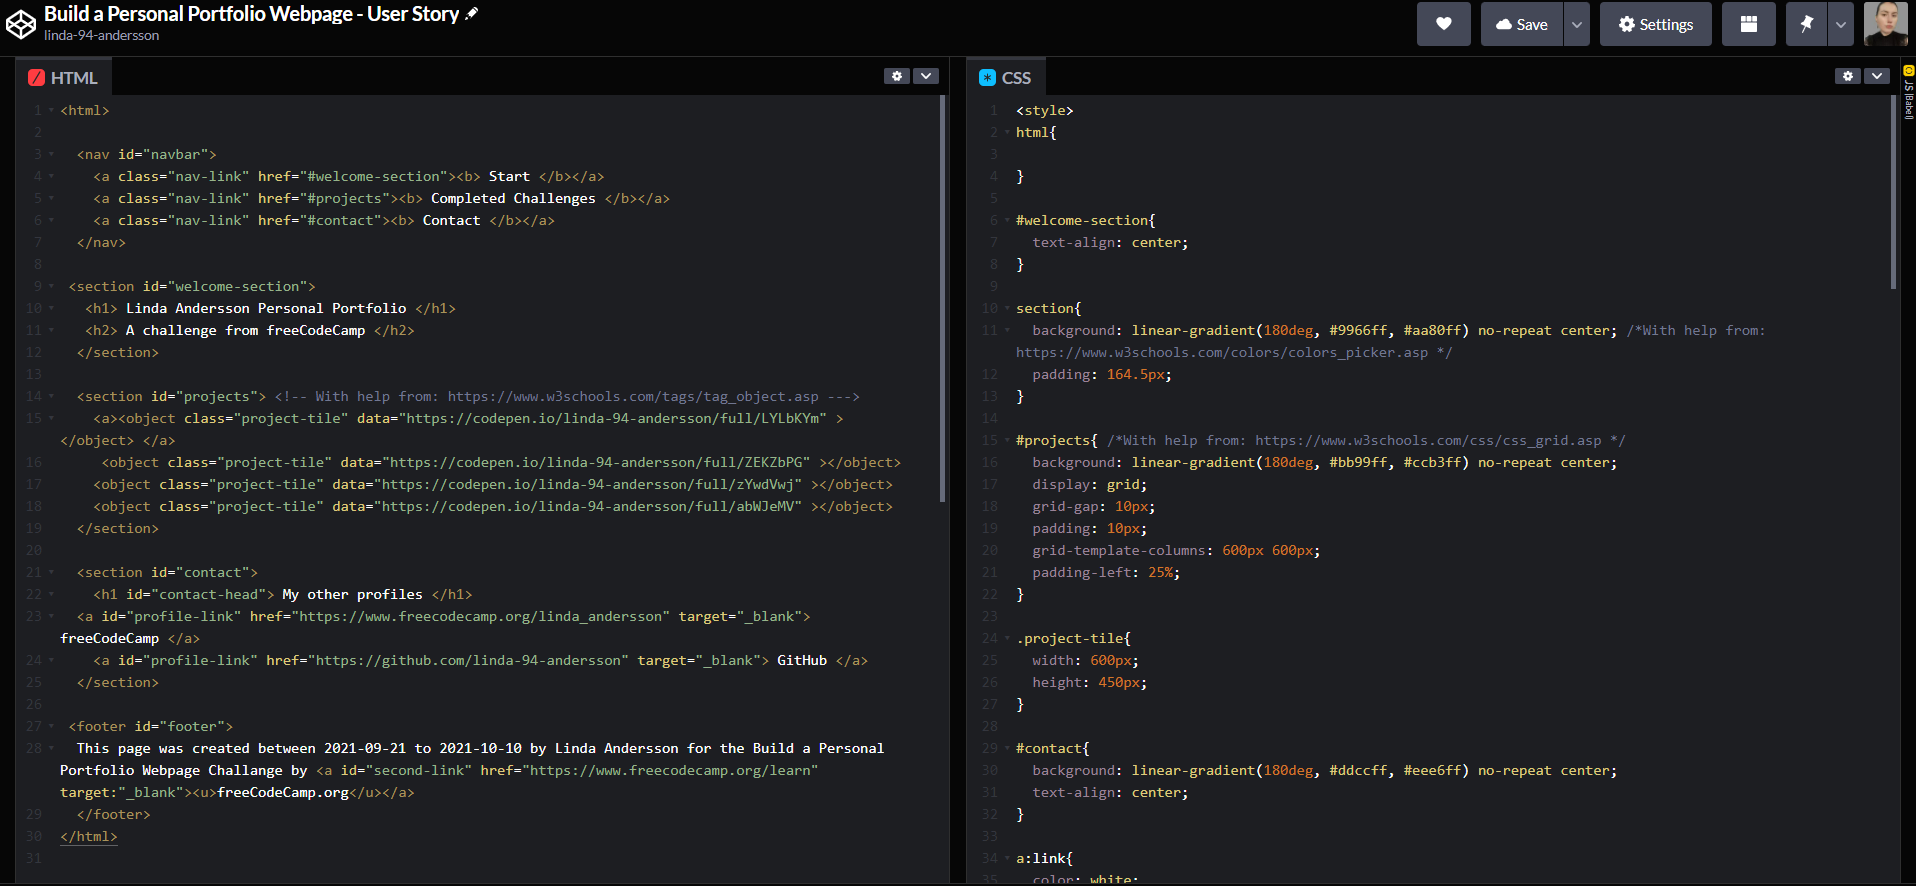 Build a Personal Portfolio Webpage - User Story
linda-94-andersson
Save
Settings
HTML
1 <html>
2
3 <nav id="navbar">
4 <a class="nav-link" href="#welcome-section"><b> Start </b></a>
5 <a class="nav-link" href="#projects"><b> Completed Challenges </b></a>
6 <a class="nav-link" href="#contact"><b> Contact </b></a>
7 </nav>
8
9 <section id="welcome-section">
10 <h1> Linda Andersson Personal Portfolio </h1>
11 <h2> A challenge from freeCodeCamp </h2>
12 </section>
13
14 <section id="projects"> <!-- With help from: https://www.w3schools.com/tags/tag_object.asp --->
15 <a><object class="project-tile" data="https://codepen.io/linda-94-andersson/full/LYLbKYm" >
</object> </a>
16 <object class="project-tile" data="https://codepen.io/linda-94-andersson/full/ZEKZbPG" ></object>
17 <object class="project-tile" data="https://codepen.io/linda-94-andersson/full/zYwdVwj" ></object>
18 <object class="project-tile" data="https://codepen.io/linda-94-andersson/full/abWJeMV" ></object>
19 </section>
20
21 <section id="contact">
22 <h1 id="contact-head"> My other profiles </h1>
23 <a id="profile-link" href="https://www.freecodecamp.org/linda_andersson" target="_blank">
freeCodeCamp </a>
24 <a id="profile-link" href="https://github.com/linda-94-andersson" target="_blank"> GitHub </a>
25 </section>
26
27 <footer id="footer">
28 This page was created between 2021-09-21 to 2021-10-10 by Linda Andersson for the Build a Personal
Portfolio Webpage Challange by <a id="second-link" href="https://www.freecodecamp.org/learn"
target:"_blank"><u>freeCodeCamp.org</u></a>
29 </footer>
30 </html>
31
CSS
1 <style>
2 html{
3
4 }
5
6 #welcome-section{
7 text-align: center;
8 }
9
10 section{
11 background: linear-gradient(180deg, #9966ff, #aa80ff) no-repeat center; /*With help from:
https://www.w3schools.com/colors/colors_picker.asp */
12 padding: 164.5px;
13 }
14
15 #projects{ /*With help from: https://www.w3schools.com/css/css_grid.asp */
16 background: linear-gradient(180deg, #bb99ff, #ccb3ff) no-repeat center;
17 display: grid;
18 grid-gap: 10px;
19 padding: 10px;
20 grid-template-columns: 600px 600px;
21 padding-left: 25%;
22 }
23
24 .project-tile{
25 width: 600px;
26 height: 450px;
27 }
28
29 #contact{
30 background: linear-gradient(180deg, #ddccff, #eee6ff) no-repeat center;
31 text-align: center;
32 }
33
34 a:link{
35 color: white;
JS (Babel)